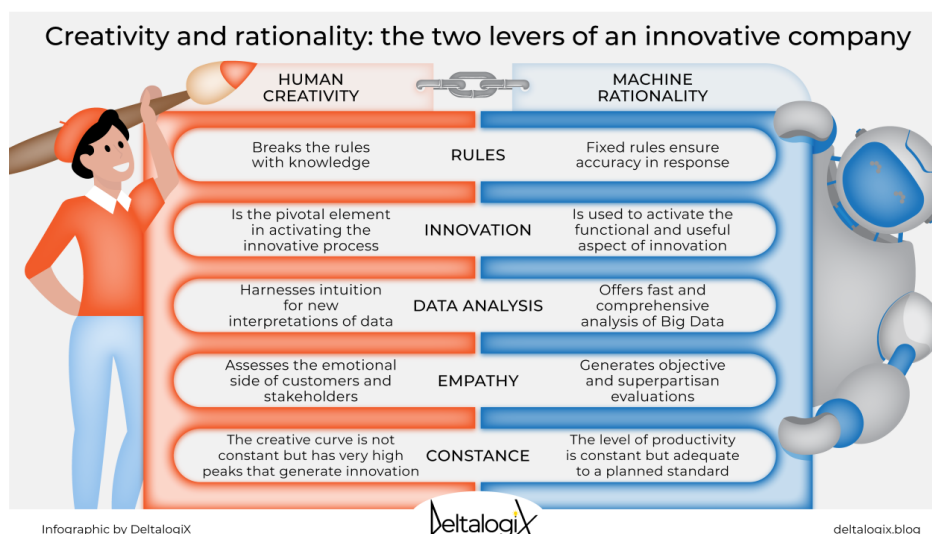 Creativity and rationality: the two levers of an innovative company
HUMAN
CREATIVITY
MACHINE
RATIONALITY
Breaks the rules
with knowledge
RULES
Fixed rules ensure
accuracy in response
Is the pivotal element
in activating the
innovative process
INNOVATION
Is used to activate the
functional and useful
aspect of innovation
Harnesses intuition
for new
interpretations of data
DATA ANALYSIS
Offers fast and
comprehensive
analysis of Big Data
Assesses the emotional
side of customers and
stakeholders
EMPATHY
Generates objective
and superpartisan
evaluations
The creative curve is not
constant but has very high
peaks that generate innovation
CONSTANCE
The level of productivity
is constant but adequate
to a planned standard
Infographic by DeltalogiX
DeltalogiX
deltalogix.blog